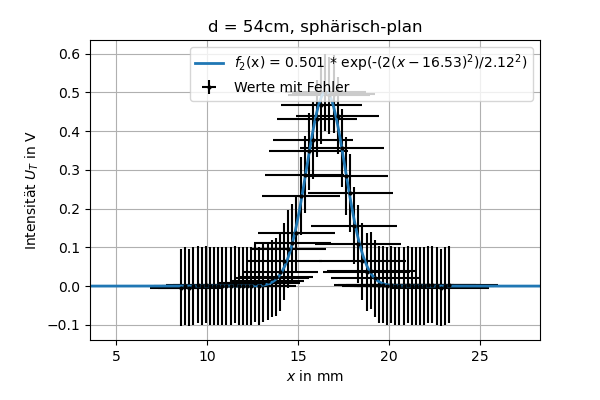 d = 54cm, sphärisch-plan
f₂(x) = 0.501 * exp(-(2(x − 16.53)²)/2.12²)
Werte mit Fehler
Intensität U_T in V
0.6
0.5
0.4
0.3
0.2
0.1
0.0
−0.1
5 10 15 20 25
x in mm